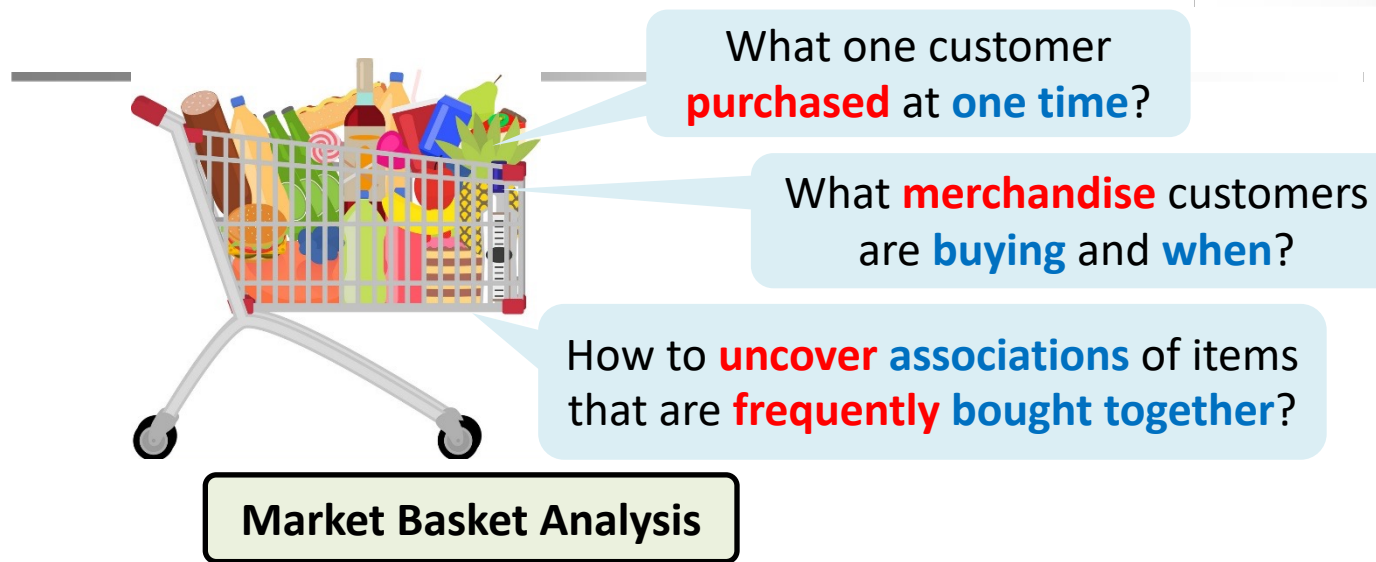 What one customer
purchased at one time?
What merchandise customers
are buying and when?
How to uncover associations of items
that are frequently bought together?
Market Basket Analysis